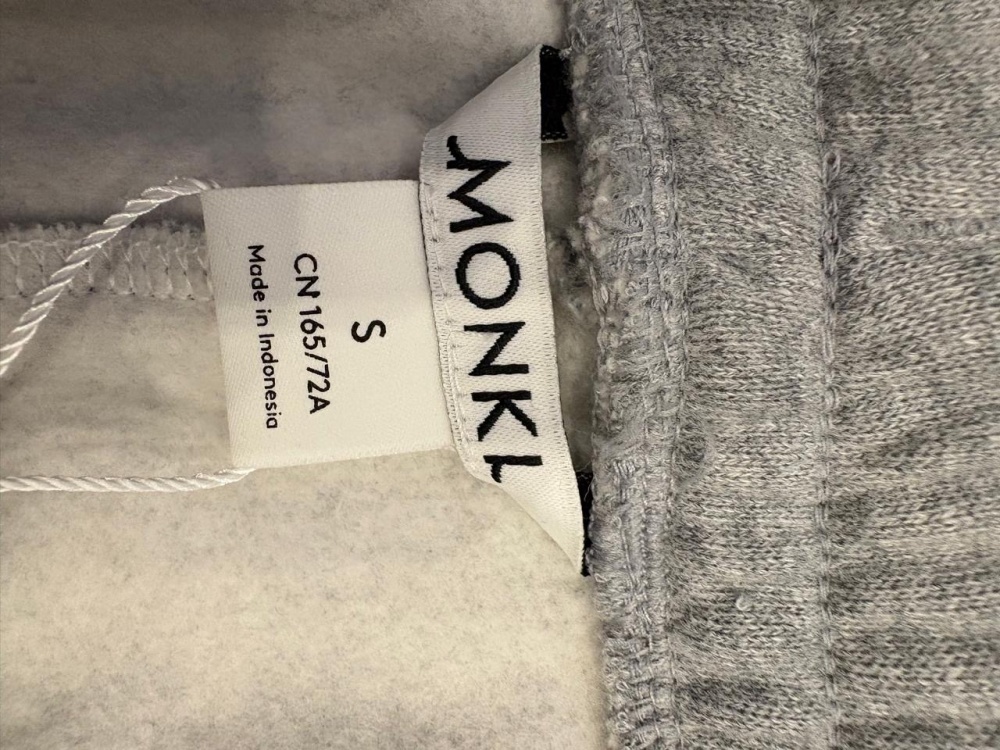 MONKI
S
CN 165/72A
Made in Indonesia